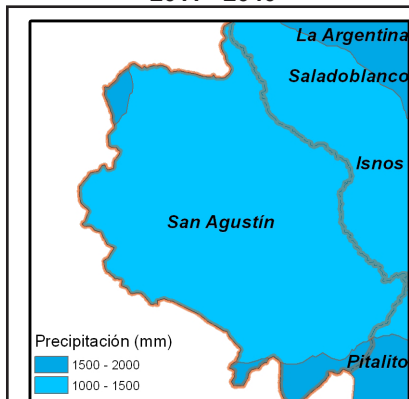 La Argentina
Saladoblanco
Isnos
San Agustín
Pitalito
Precipitación (mm)
1500 - 2000
1000 - 1500